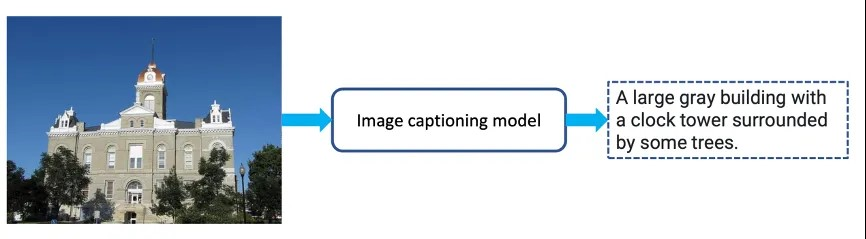 Image captioning model
A large gray building with
a clock tower surrounded
by some trees.